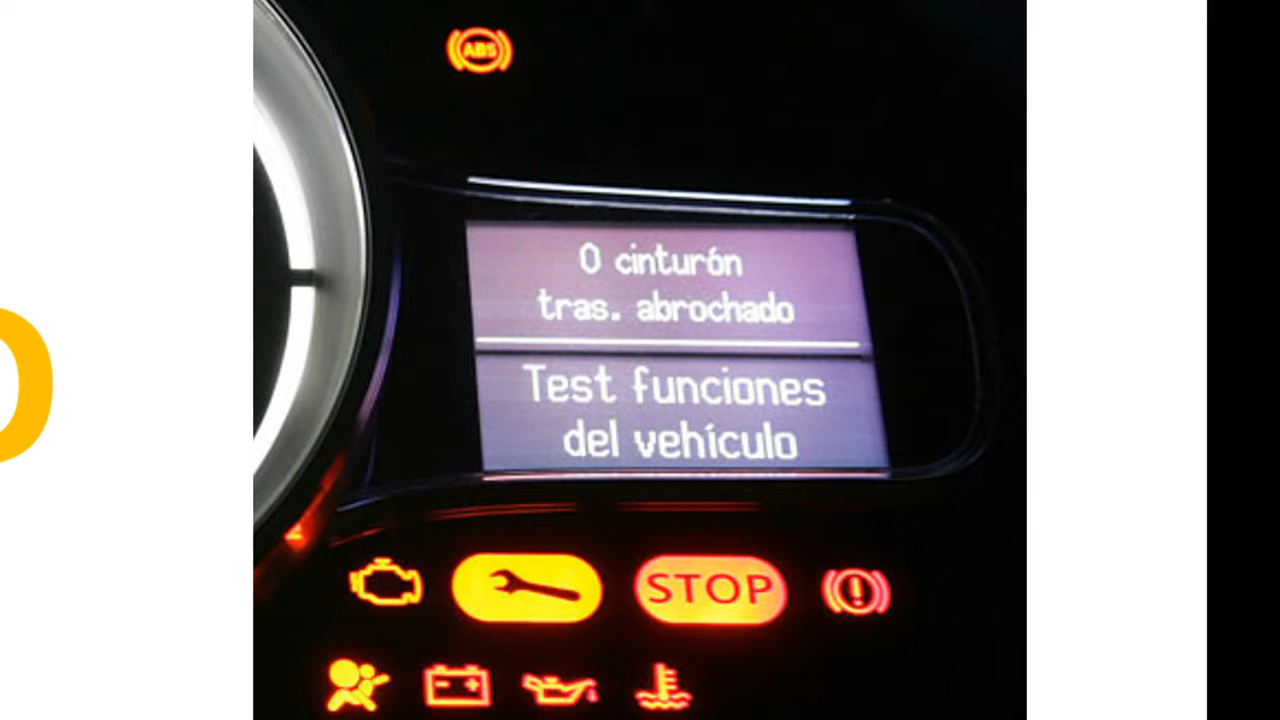 ABS
0 cinturón
tras. abrochado
Test funciones
del vehículo
STOP